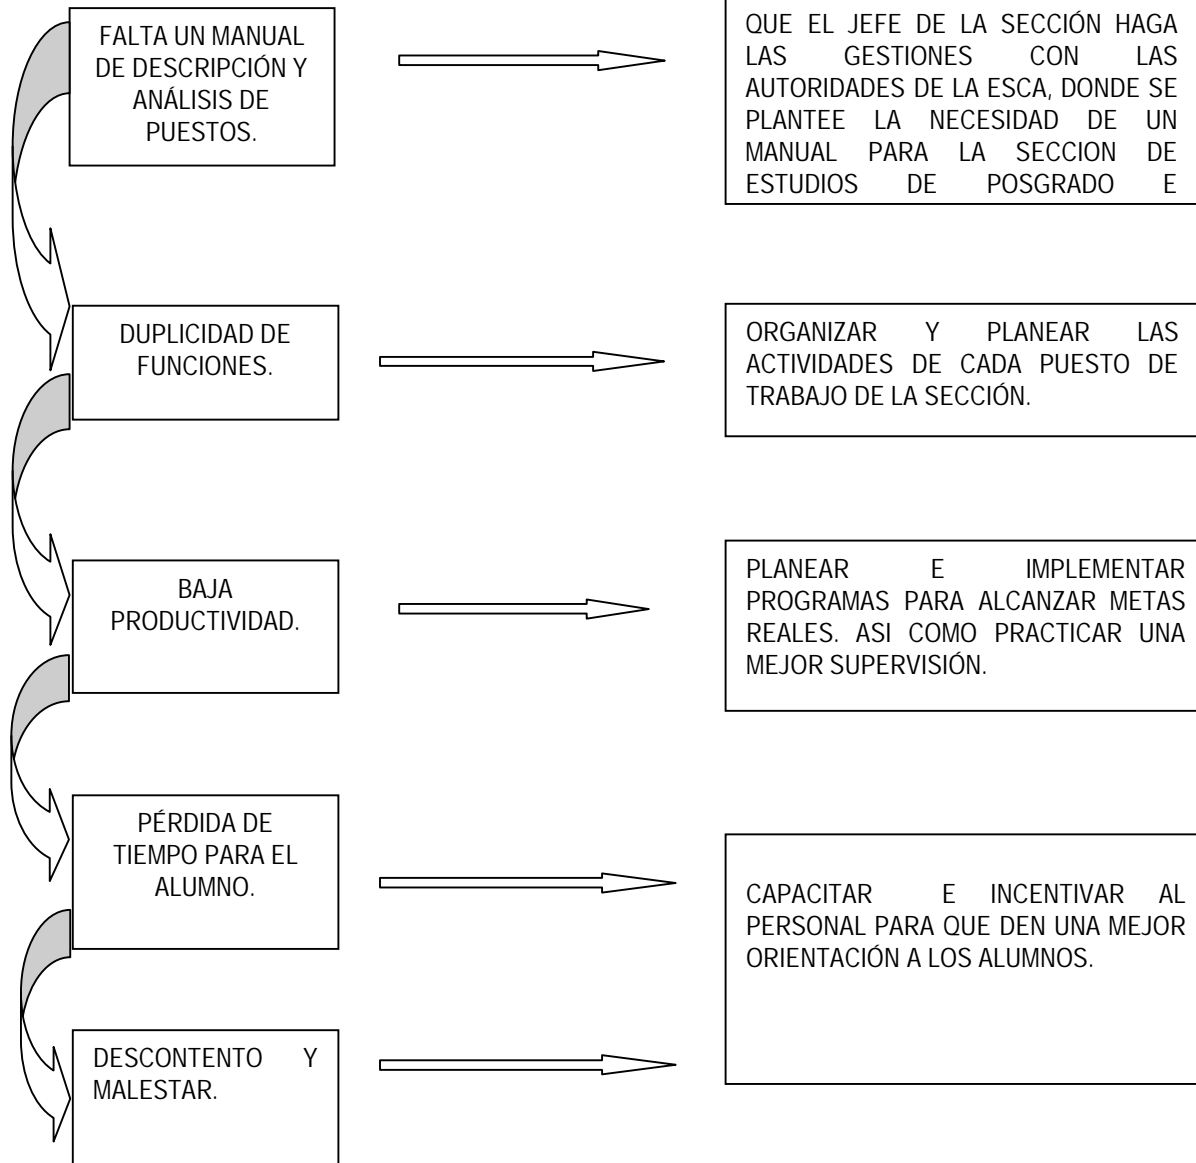 FALTA UN MANUAL
DE DESCRIPCIÓN Y
ANÁLISIS DE
PUESTOS.
QUE EL JEFE DE LA SECCIÓN HAGA
LAS GESTIONES CON LAS
AUTORIDADES DE LA ESCA, DONDE SE
PLANTEE LA NECESIDAD DE UN
MANUAL PARA LA SECCION DE
ESTUDIOS DE POSGRADO E
DUPLICIDAD DE
FUNCIONES.
ORGANIZAR Y PLANEAR LAS
ACTIVIDADES DE CADA PUESTO DE
TRABAJO DE LA SECCIÓN.
BAJA
PRODUCTIVIDAD.
PLANEAR E IMPLEMENTAR
PROGRAMAS PARA ALCANZAR METAS
REALES. ASI COMO PRACTICAR UNA
MEJOR SUPERVISIÓN.
PÉRDIDA DE
TIEMPO PARA EL
ALUMNO.
CAPACITAR E INCENTIVAR AL
PERSONAL PARA QUE DEN UNA MEJOR
ORIENTACIÓN A LOS ALUMNOS.
DESCONTENTO Y
MALESTAR.